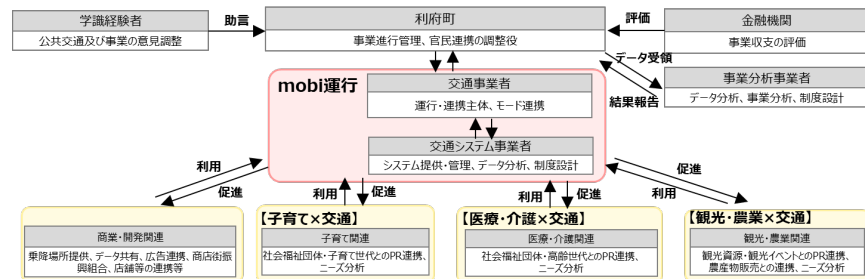 学識経験者
公共交通及び事業の意見調整
助言
利府町
事業進行管理、官民連携の調整役
評価
金融機関
事業収支の評価
データ受領
結果報告
事業分析事業者
データ分析、事業分析、制度設計
mobi運行
交通事業者
運行・連携主体、モード連携
交通システム事業者
システム提供・管理、データ分析、制度設計
利用
促進
利用
促進
利用
促進
促進
利用
商業・開発関連
乗降場所提供、データ共有、広告連携、商店街振
興組合、店舗等の連携等
【子育て×交通】
子育て関連
社会福祉団体・子育て世代とのPR連携、
ニーズ分析
【医療・介護×交通】
医療・介護関連
社会福祉団体・高齢世代とのPR連携、
ニーズ分析
【観光・農業×交通】
観光・農業関連
観光資源・観光イベントとのPR連携、
農産物販売との連携、ニーズ分析